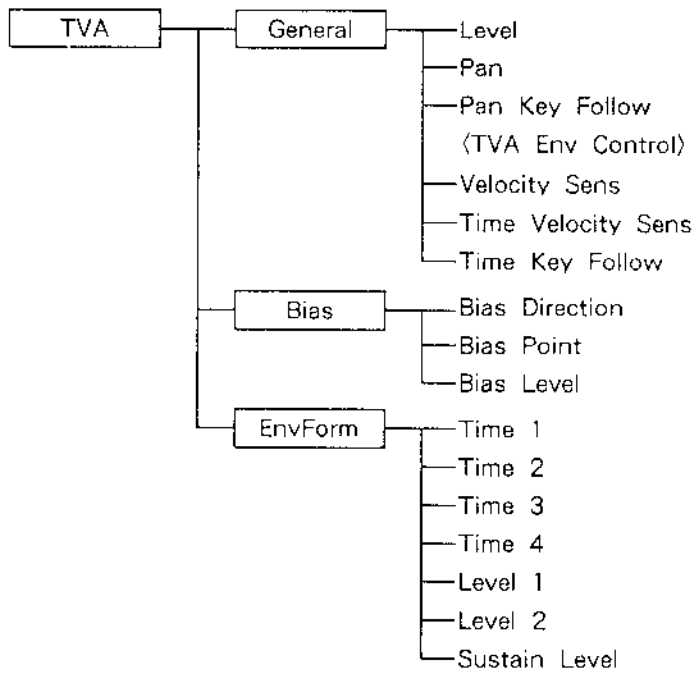 TVA
General
Level
Pan
Pan Key Follow
⟨TVA Env Control⟩
Velocity Sens
Time Velocity Sens
Time Key Follow
Bias
Bias Direction
Bias Point
Bias Level
EnvForm
Time 1
Time 2
Time 3
Time 4
Level 1
Level 2
Sustain Level